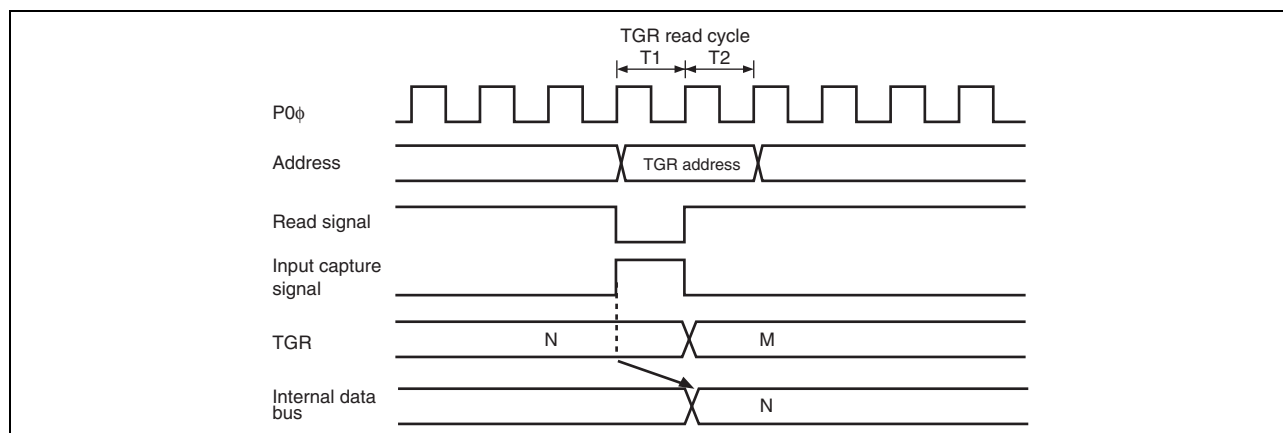 TGR read cycle
T1 T2
P0ϕ
Address
TGR address
Read signal
Input capture
signal
TGR
N M
Internal data
bus
N